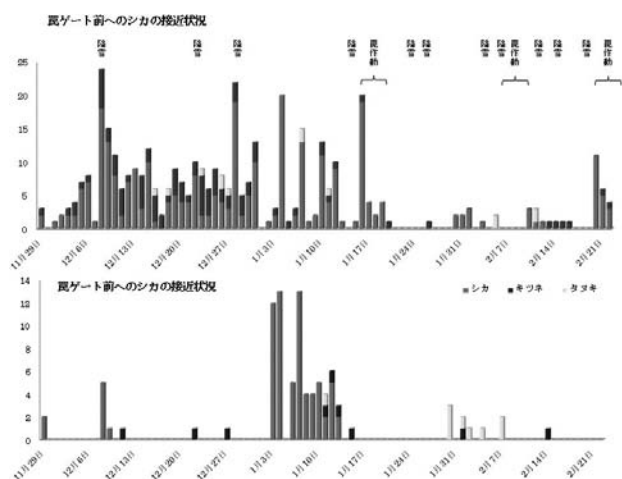 罠ゲート前へのシカの接近状況
降雪 降雪 降雪 降雪 罠作動 降雪 降雪 降雪 降雪 罠作動 降雪 降雪 降雪 罠作動
25
20
15
10
5
0
11月29日 12月6日 12月13日 12月20日 12月27日 1月3日 1月10日 1月17日 1月24日 1月31日 2月7日 2月14日 2月21日
罠ゲート前へのシカの接近状況
シカ キツネ タヌキ
14
12
10
8
6
4
2
0
11月29日 12月6日 12月13日 12月20日 12月27日 1月3日 1月10日 1月17日 1月24日 1月31日 2月7日 2月14日 2月21日